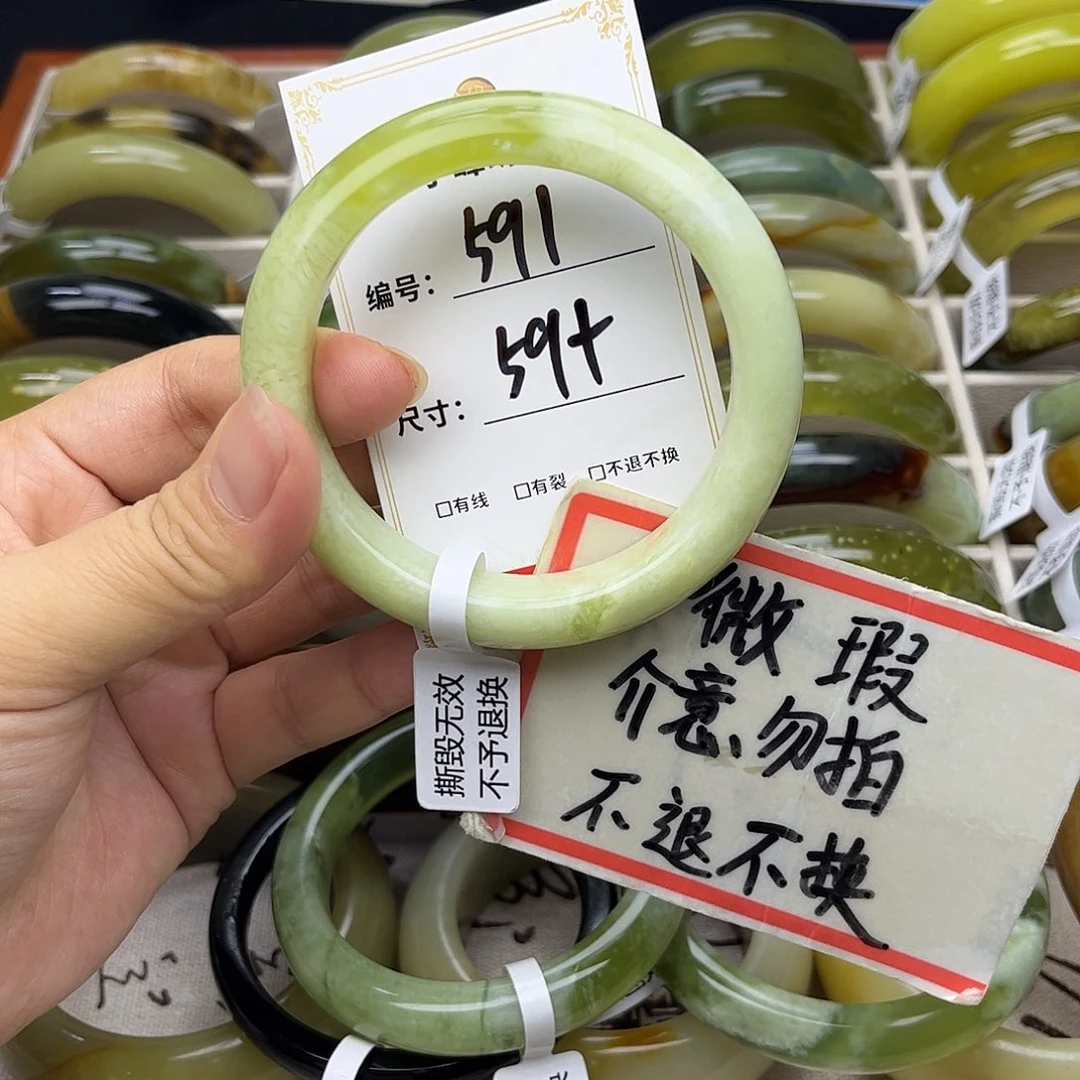 编号: 591
尺寸: 59+
□有线 □有裂 □不退不换
微瑕
介意勿拍
不退不换
撕毁无效
不予退换